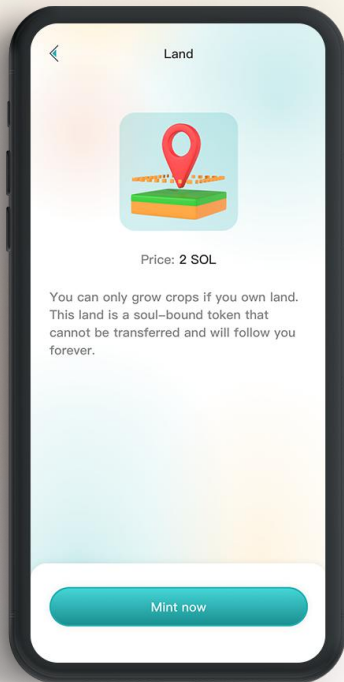 Land
Price: 2 SOL
You can only grow crops if you own land.
This land is a soul-bound token that
cannot be transferred and will follow you
forever.
Mint now